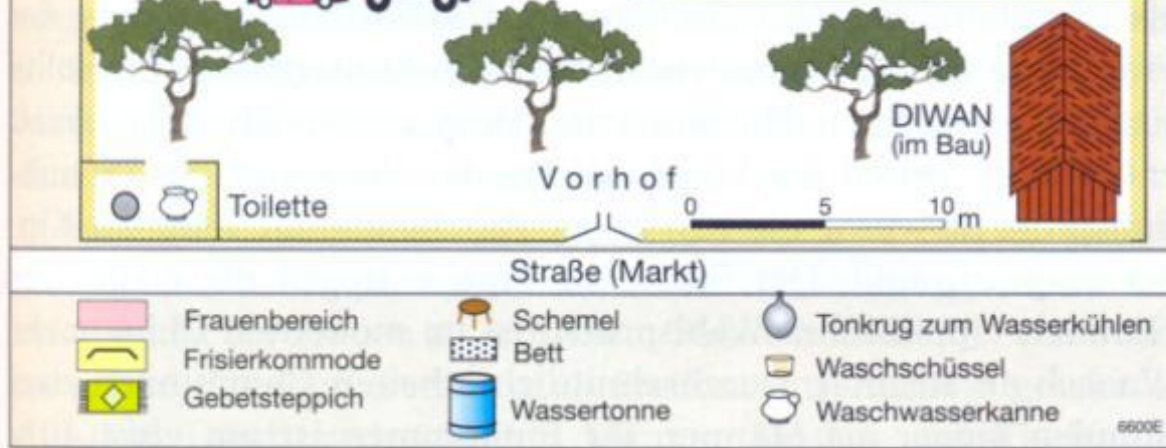 DIWAN
(im Bau)
Vorhof
Toilette
0 5 10 m
Straße (Markt)
Frauenbereich
Frisierkommode
Gebetsteppich
Schemel
Bett
Wassertonne
Tonkrug zum Wasserkühlen
Waschschüssel
Waschwasserkanne
6600E